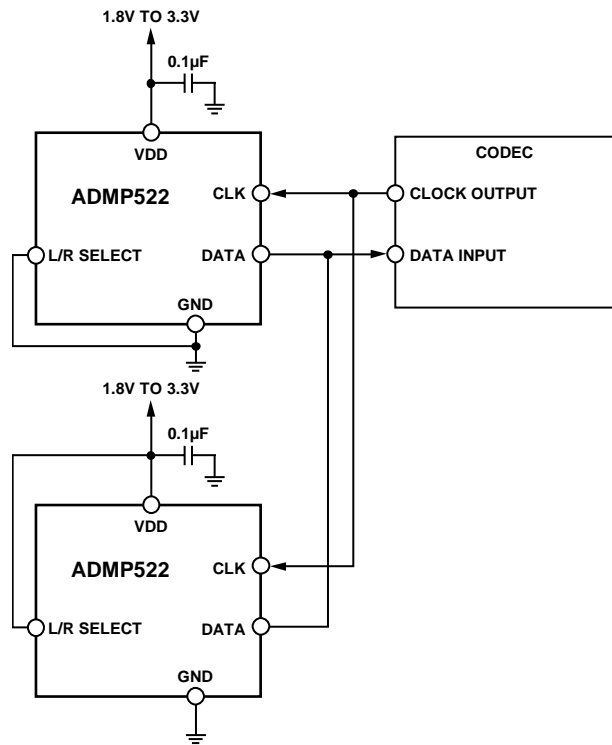 1.8V TO 3.3V
0.1µF
VDD
ADMP522
CLK
L/R SELECT
DATA
GND
CODEC
CLOCK OUTPUT
DATA INPUT
1.8V TO 3.3V
0.1µF
VDD
ADMP522
CLK
L/R SELECT
DATA
GND